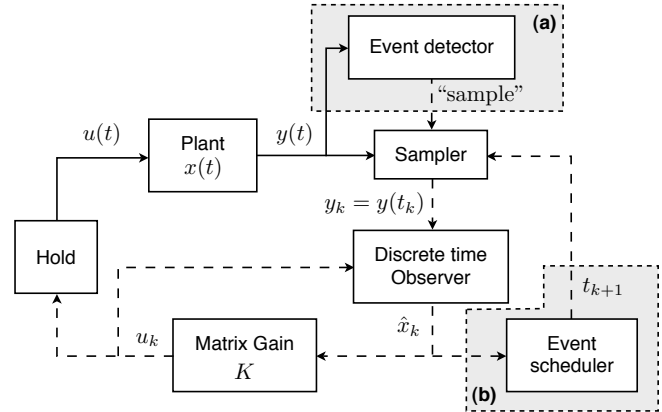 (a)
Event detector
“sample”
u(t)
Plant
x(t)
y(t)
Sampler
y_k = y(t_k)
Hold
Discrete time
Observer
t_{k+1}
u_k
Matrix Gain
K
x̂_k
Event
scheduler
(b)